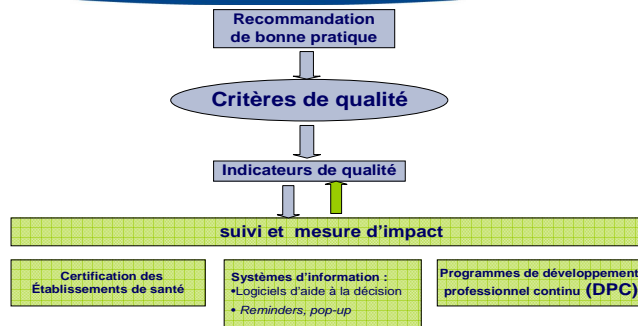 Recommandation
de bonne pratique
Critères de qualité
Indicateurs de qualité
suivi et mesure d'impact
Certification des
Établissements de santé
Systèmes d'information :
•Logiciels d'aide à la décision
• Reminders, pop-up
Programmes de développement
professionnel continu (DPC)